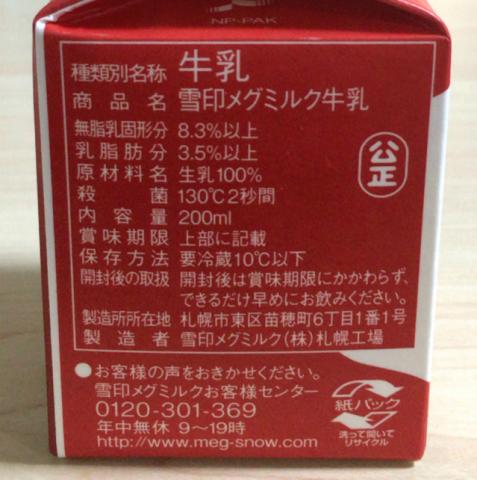 NP-PAK
種類別名称 牛乳
商品名 雪印メグミルク牛乳
無脂乳固形分 8.3%以上
乳脂肪分 3.5%以上
原材料名 生乳100%
殺菌 130℃2秒間
内容量 200ml
賞味期限 上部に記載
保存方法 要冷蔵10℃以下
開封後の取扱 開封後は賞味期限にかかわらず、
できるだけ早めにお飲みください。
製造所所在地 札幌市東区苗穂町6丁目1番1号
製造者 雪印メグミルク(株)札幌工場
公正
●お客様の声をおきかせください。
雪印メグミルクお客様センター
0120-301-369
年中無休 9〜19時
http://www.meg-snow.com
紙パック
洗って開いて
リサイクル